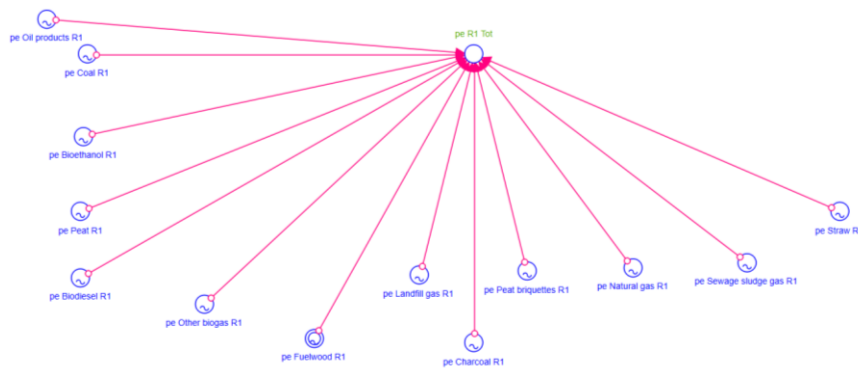 pe Oil products R1
pe R1 Tot
pe Coal R1
pe Bioethanol R1
pe Peat R1
pe Straw R
pe Biodiesel R1
pe Landfill gas R1
pe Peat briquettes R1
pe Natural gas R1
pe Sewage sludge gas R1
pe Other biogas R1
pe Fuelwood R1
pe Charcoal R1